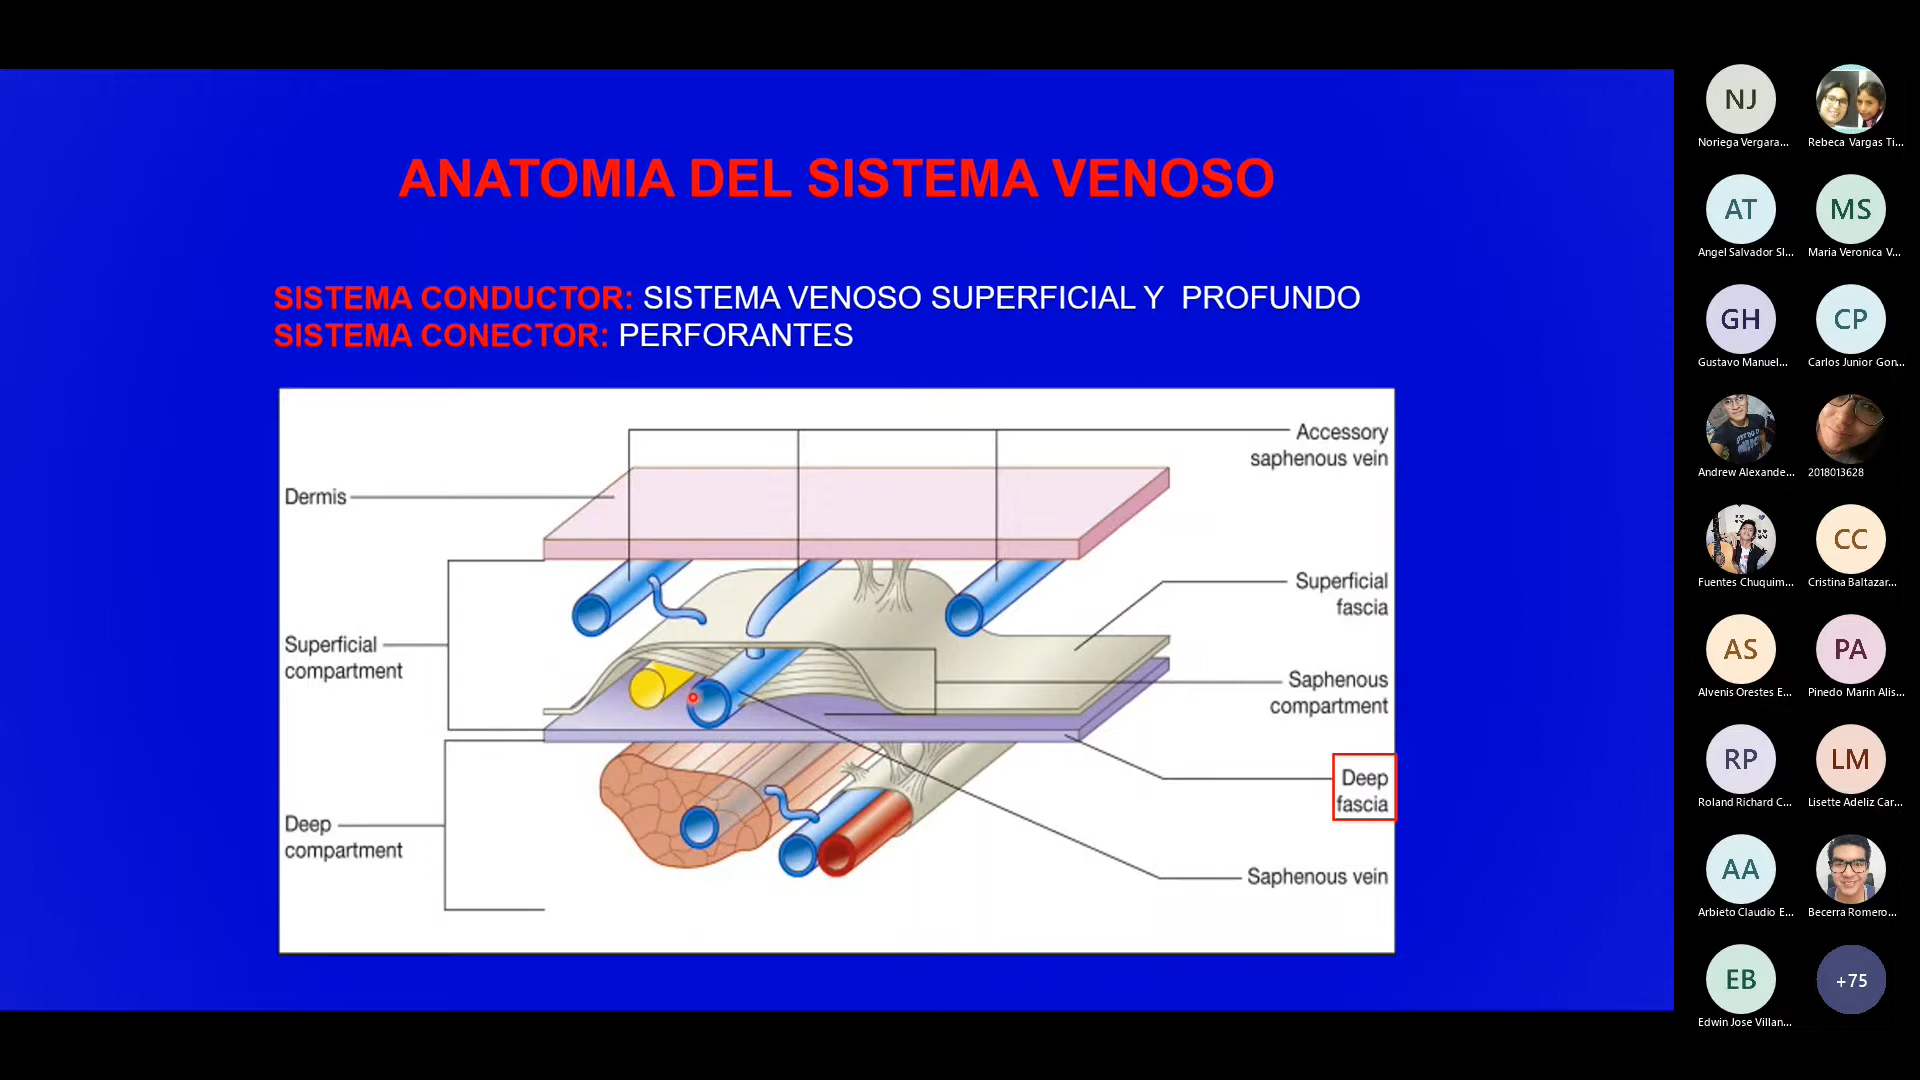 ANATOMIA DEL SISTEMA VENOSO
SISTEMA CONDUCTOR: SISTEMA VENOSO SUPERFICIAL Y PROFUNDO
SISTEMA CONECTOR: PERFORANTES
Accessory
saphenous vein
Dermis
Superficial
fascia
Superficial
compartment
Saphenous
compartment
Deep
fascia
Deep
compartment
Saphenous vein
NJ
Noriega Vergara...
Rebeca Vargas Ti...
AT
Angel Salvador Sl...
MS
Maria Veronica V...
GH
Gustavo Manuel...
CP
Carlos Junior Gon...
Andrew Alexande...
2018013628
Fuentes Chuquim...
CC
Cristina Baltazar...
AS
Alvenis Orestes E...
PA
Pinedo Marin Alis...
RP
Roland Richard C...
LM
Lisette Adeliz Car...
AA
Arbieto Claudio E...
Becerra Romero...
EB
Edwin Jose Villan...
+75